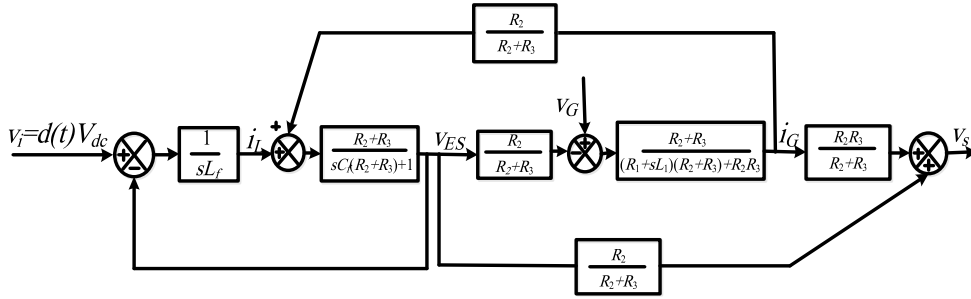 R2
R2+R3
vI=d(t)Vdc
+
−
1
sLf
iL
+
+
R2+R3
sCf(R2+R3)+1
vES
R2
R2+R3
vG
+
−
R2+R3
(R1+sL1)(R2+R3)+R2R3
iG
R2R3
R2+R3
+
+
Vs
R2
R2+R3